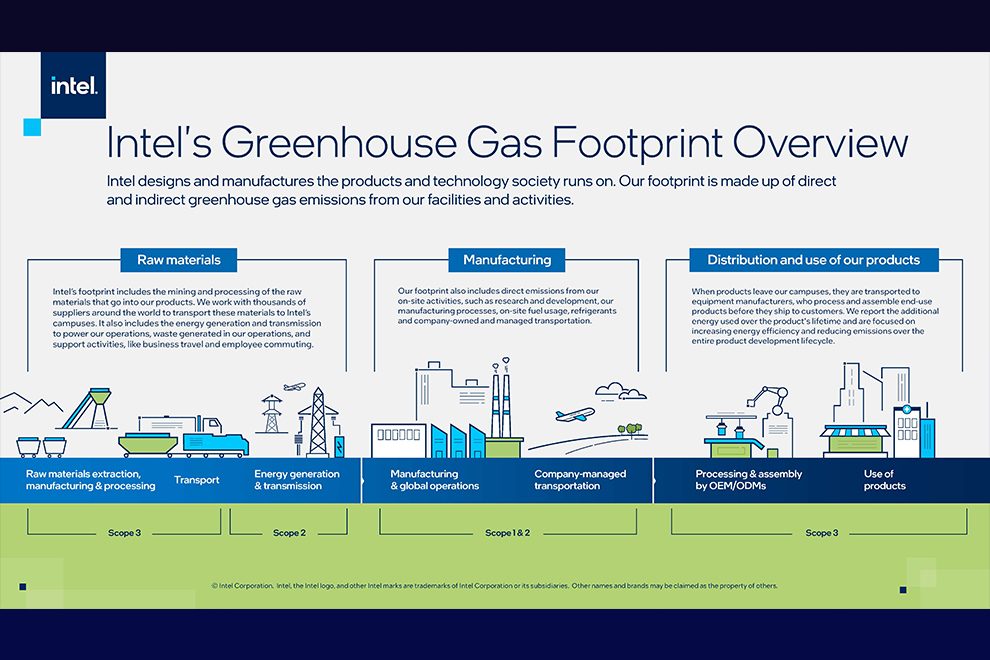 intel.
Intel's Greenhouse Gas Footprint Overview
Intel designs and manufactures the products and technology society runs on. Our footprint is made up of direct
and indirect greenhouse gas emissions from our facilities and activities.
Raw materials
Intel's footprint includes the mining and processing of the raw
materials that go into our products. We work with thousands of
suppliers around the world to transport these materials to Intel's
campuses. It also includes the energy generation and transmission
to power our operations, waste generated in our operations, and
support activities, like business travel and employee commuting.
Manufacturing
Our footprint also includes direct emissions from our
on-site activities, such as research and development, our
manufacturing processes, on-site fuel usage, refrigerants
and company-owned and managed transportation.
Distribution and use of our products
When products leave our campuses, they are transported to
equipment manufacturers, who process and assemble end-use
products before they ship to customers. We report the additional
energy used over the product's lifetime and are focused on
increasing energy efficiency and reducing emissions over the
entire product development lifecycle.
Raw materials extraction,
manufacturing & processing
Transport
Energy generation
& transmission
Manufacturing
& global operations
Company-managed
transportation
Processing & assembly
by OEM/ODMs
Use of
products
Scope 3
Scope 2
Scope 1 & 2
Scope 3
© Intel Corporation. Intel, the Intel logo, and other Intel marks are trademarks of Intel Corporation or its subsidiaries. Other names and brands may be claimed as the property of others.